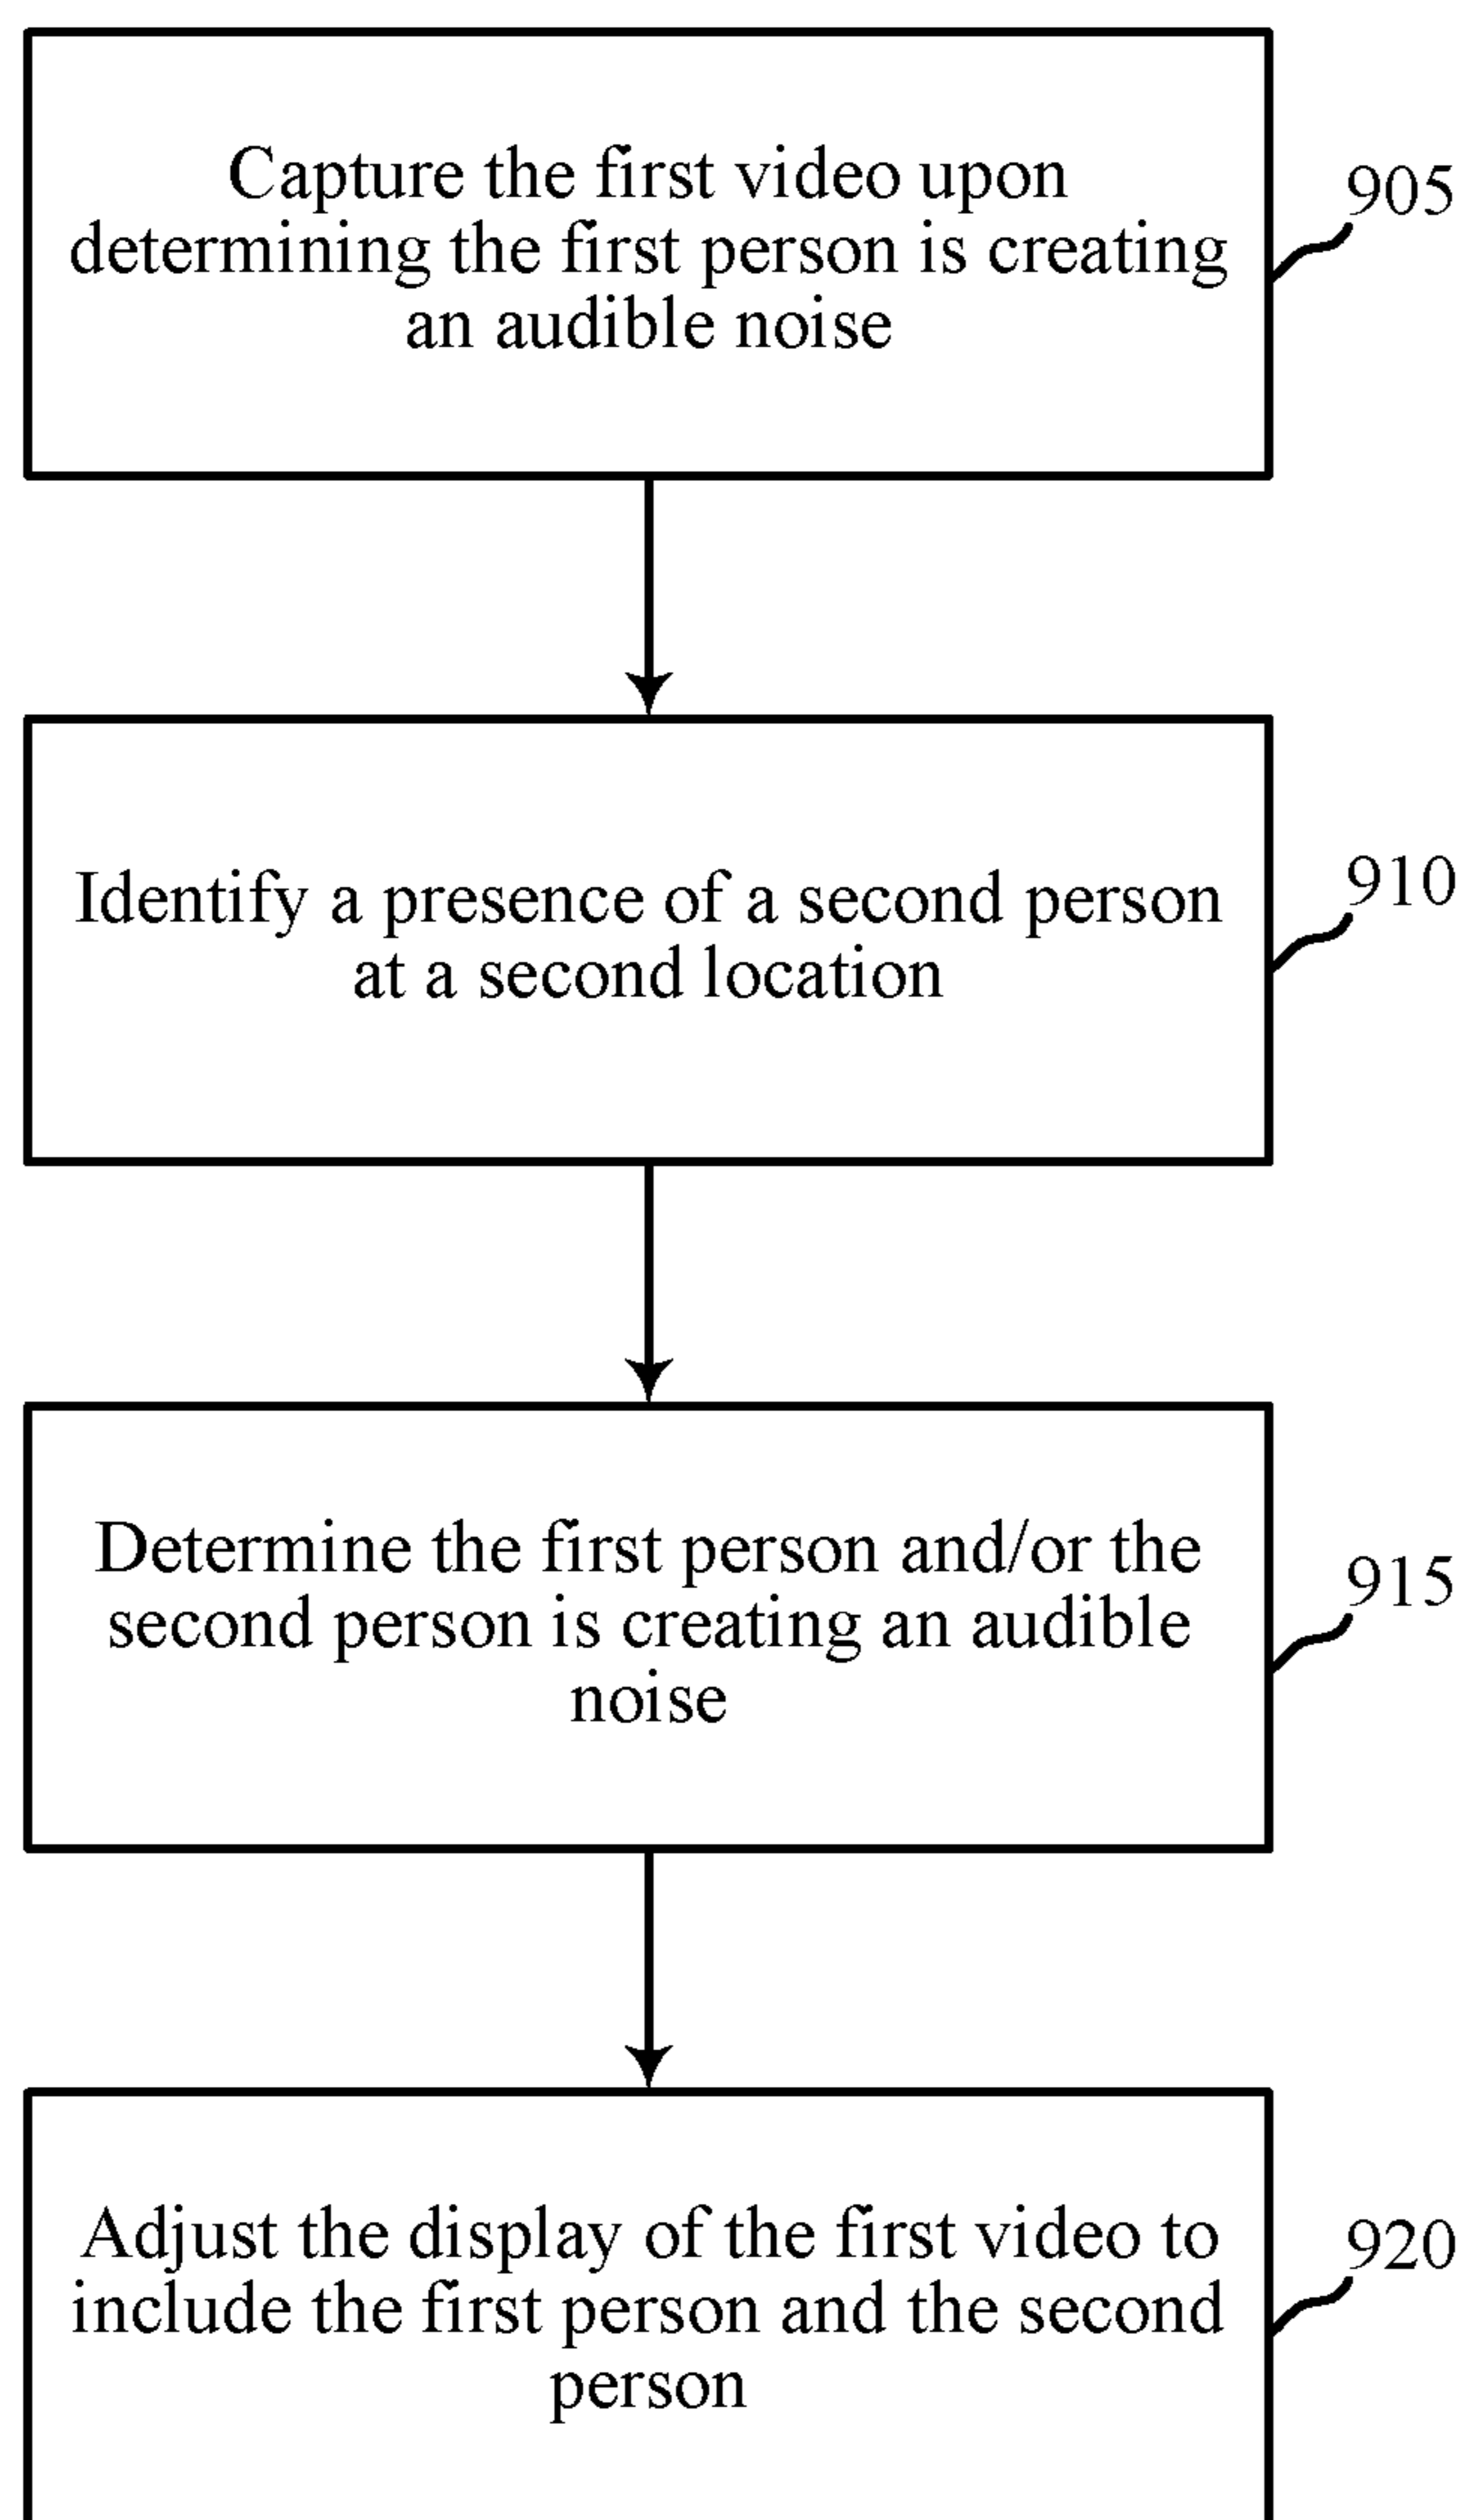 Capture the first video upon
determining the first person is creating
an audible noise
905
Identify a presence of a second person
at a second location
910
Determine the first person and/or the
second person is creating an audible
noise
915
Adjust the display of the first video to
include the first person and the second
person
920